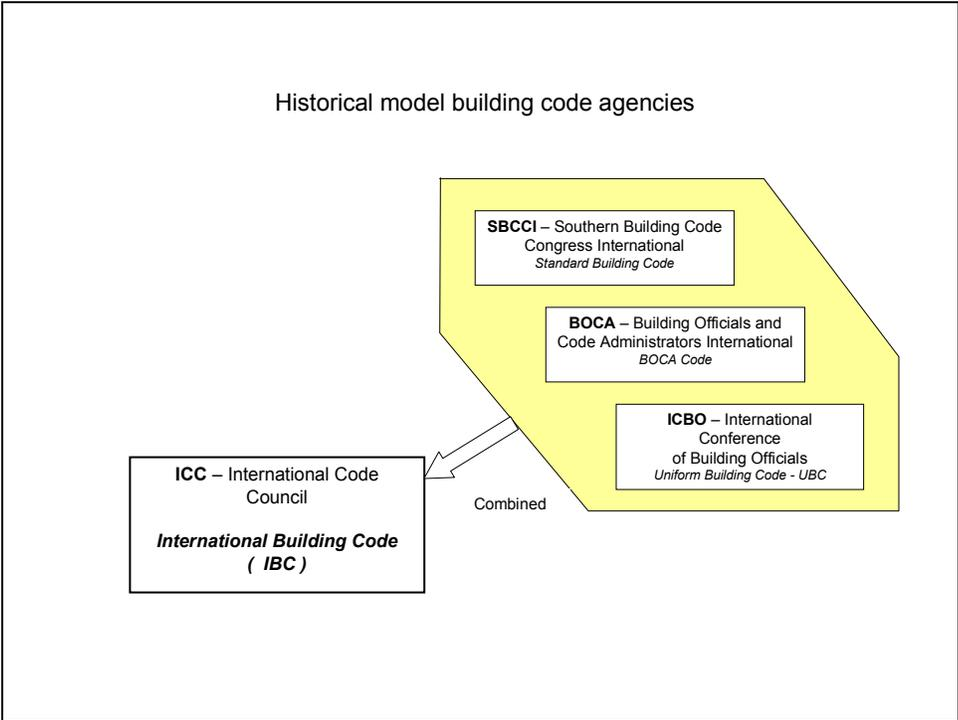 Historical model building code agencies
SBCCI – Southern Building Code
Congress International
Standard Building Code
BOCA – Building Officials and
Code Administrators International
BOCA Code
ICBO – International
Conference
of Building Officials
Uniform Building Code - UBC
Combined
ICC – International Code
Council
International Building Code
( IBC )